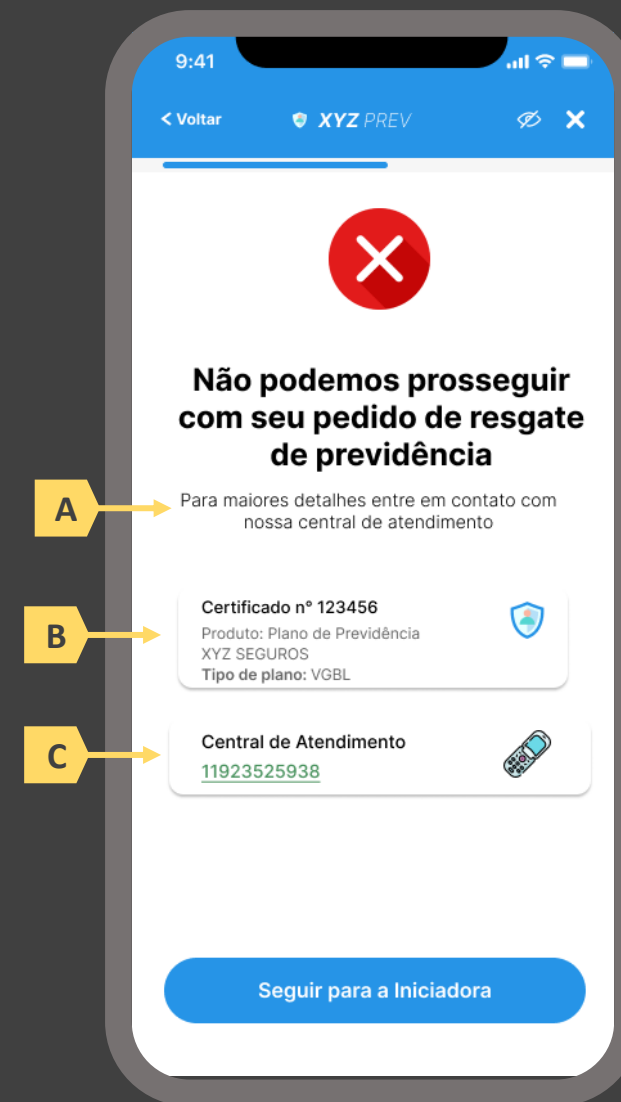 9:41
< Voltar
XYZ PREV
Não podemos prosseguir
com seu pedido de resgate
de previdência
A
Para maiores detalhes entre em contato com
nossa central de atendimento
B
Certificado n° 123456
Produto: Plano de Previdência
XYZ SEGUROS
Tipo de plano: VGBL
C
Central de Atendimento
11923525938
Seguir para a Iniciadora